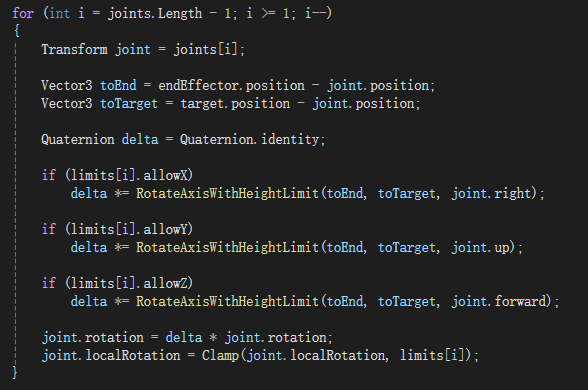 for (int i = joints.Length - 1; i >= 1; i--)
{
Transform joint = joints[i];
Vector3 toEnd = endEffector.position - joint.position;
Vector3 toTarget = target.position - joint.position;
Quaternion delta = Quaternion.identity;
if (limits[i].allowX)
delta *= RotateAxisWithHeightLimit(toEnd, toTarget, joint.right);
if (limits[i].allowY)
delta *= RotateAxisWithHeightLimit(toEnd, toTarget, joint.up);
if (limits[i].allowZ)
delta *= RotateAxisWithHeightLimit(toEnd, toTarget, joint.forward);
joint.rotation = delta * joint.rotation;
joint.localRotation = Clamp(joint.localRotation, limits[i]);
}